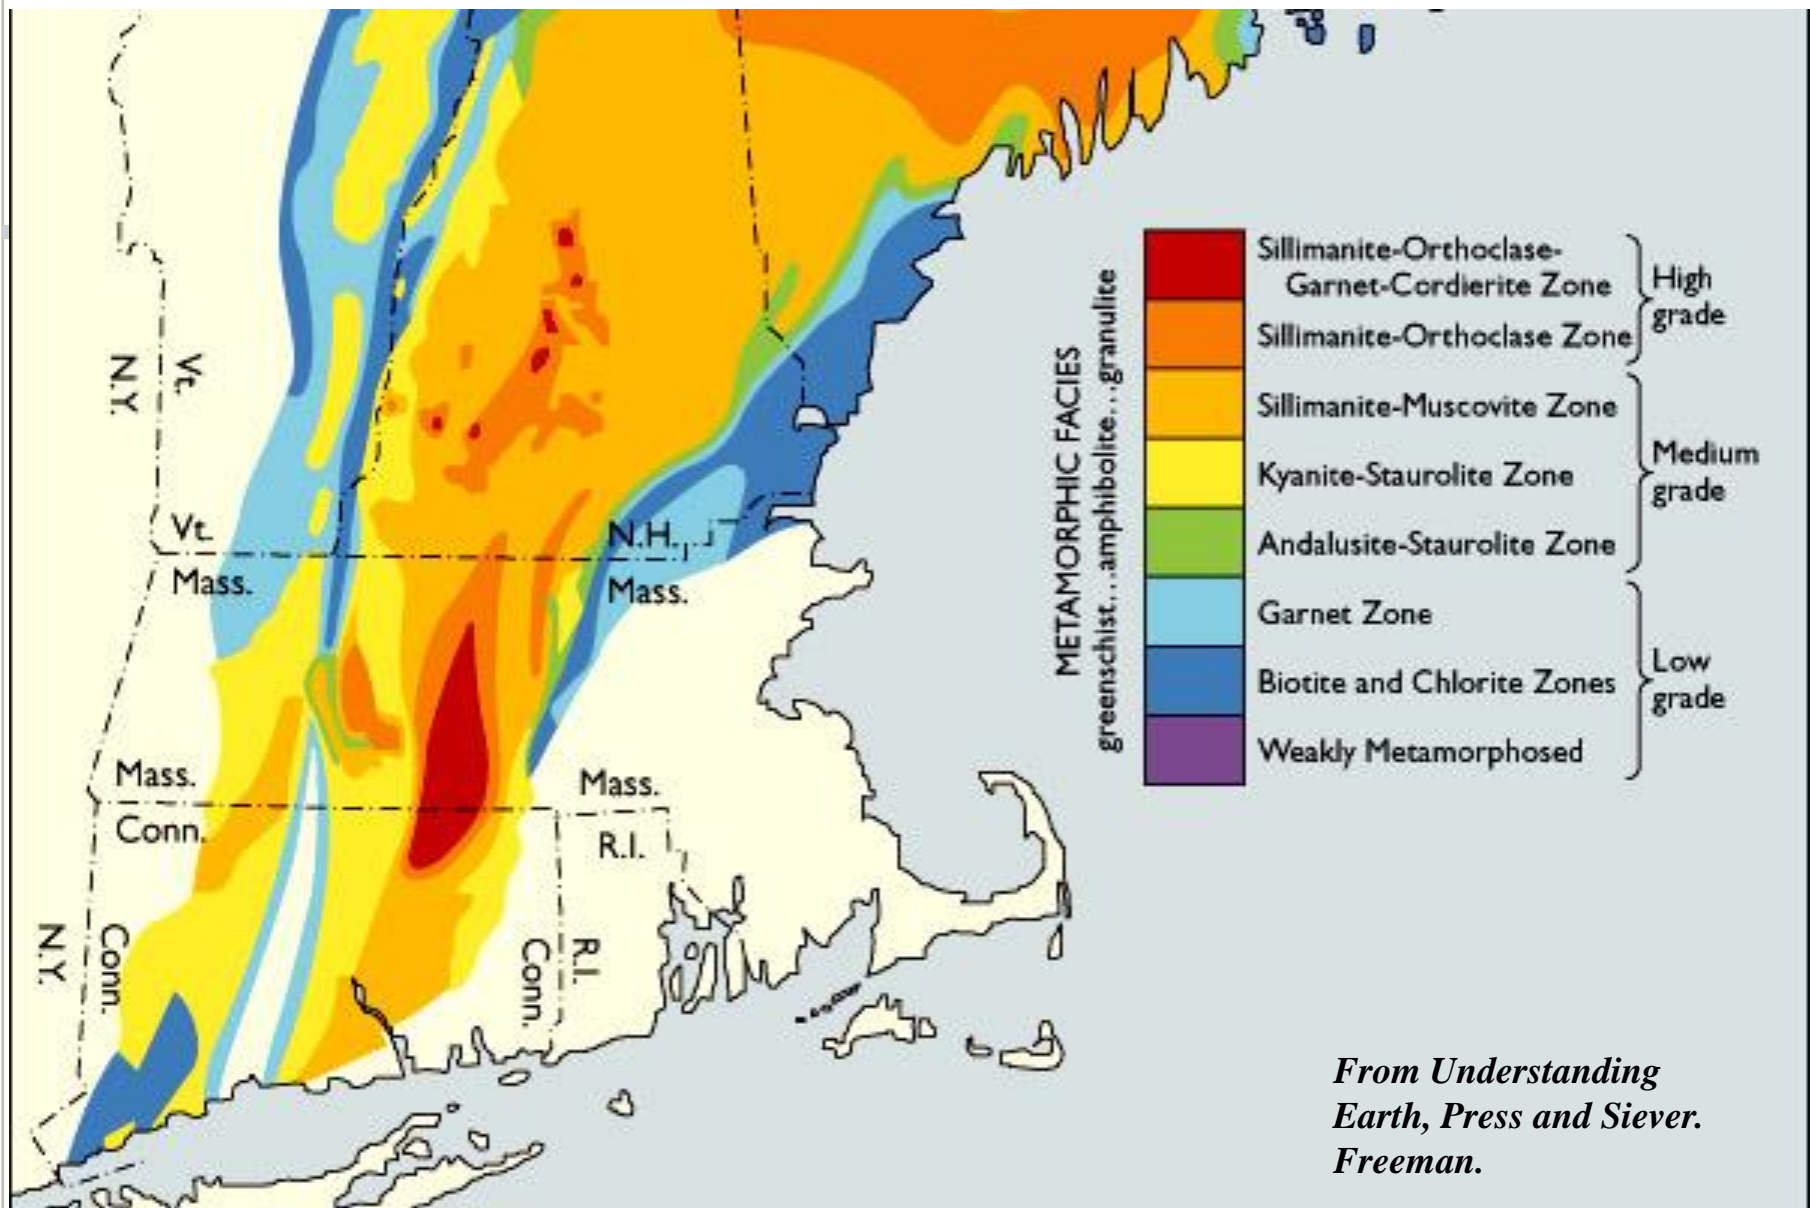 Vt.
N.Y.
Vt.
Mass.
N.H.
Mass.
Mass.
Conn.
Mass.
R.I.
N.Y.
Conn.
Conn.
R.I.
METAMORPHIC FACIES
greenschist...amphibolite...granulite
Sillimanite-Orthoclase-
Garnet-Cordierite Zone
Sillimanite-Orthoclase Zone
High
grade
Sillimanite-Muscovite Zone
Kyanite-Staurolite Zone
Andalusite-Staurolite Zone
Medium
grade
Garnet Zone
Biotite and Chlorite Zones
Weakly Metamorphosed
Low
grade
From Understanding
Earth, Press and Siever.
Freeman.